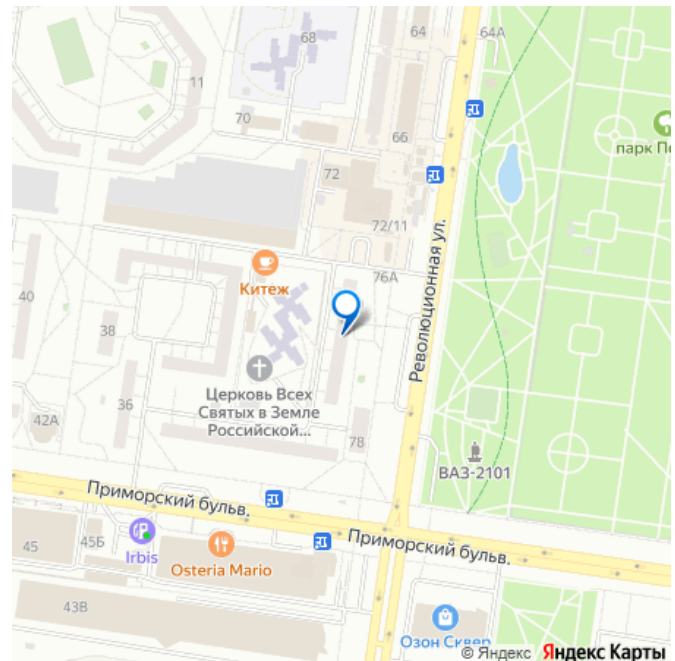 68
64
64А
11
70
66
парк По
72
72/11
Революционная ул.
76А
Китеж
40
38
Церковь Всех
Святых в Земле
Российской...
36
42А
78
ВАЗ-2101
Приморский бульв.
Приморский бульв.
45
45Б
Irbis
Osteria Mario
43В
Озон Сквер
© Яндекс Яндекс Карты